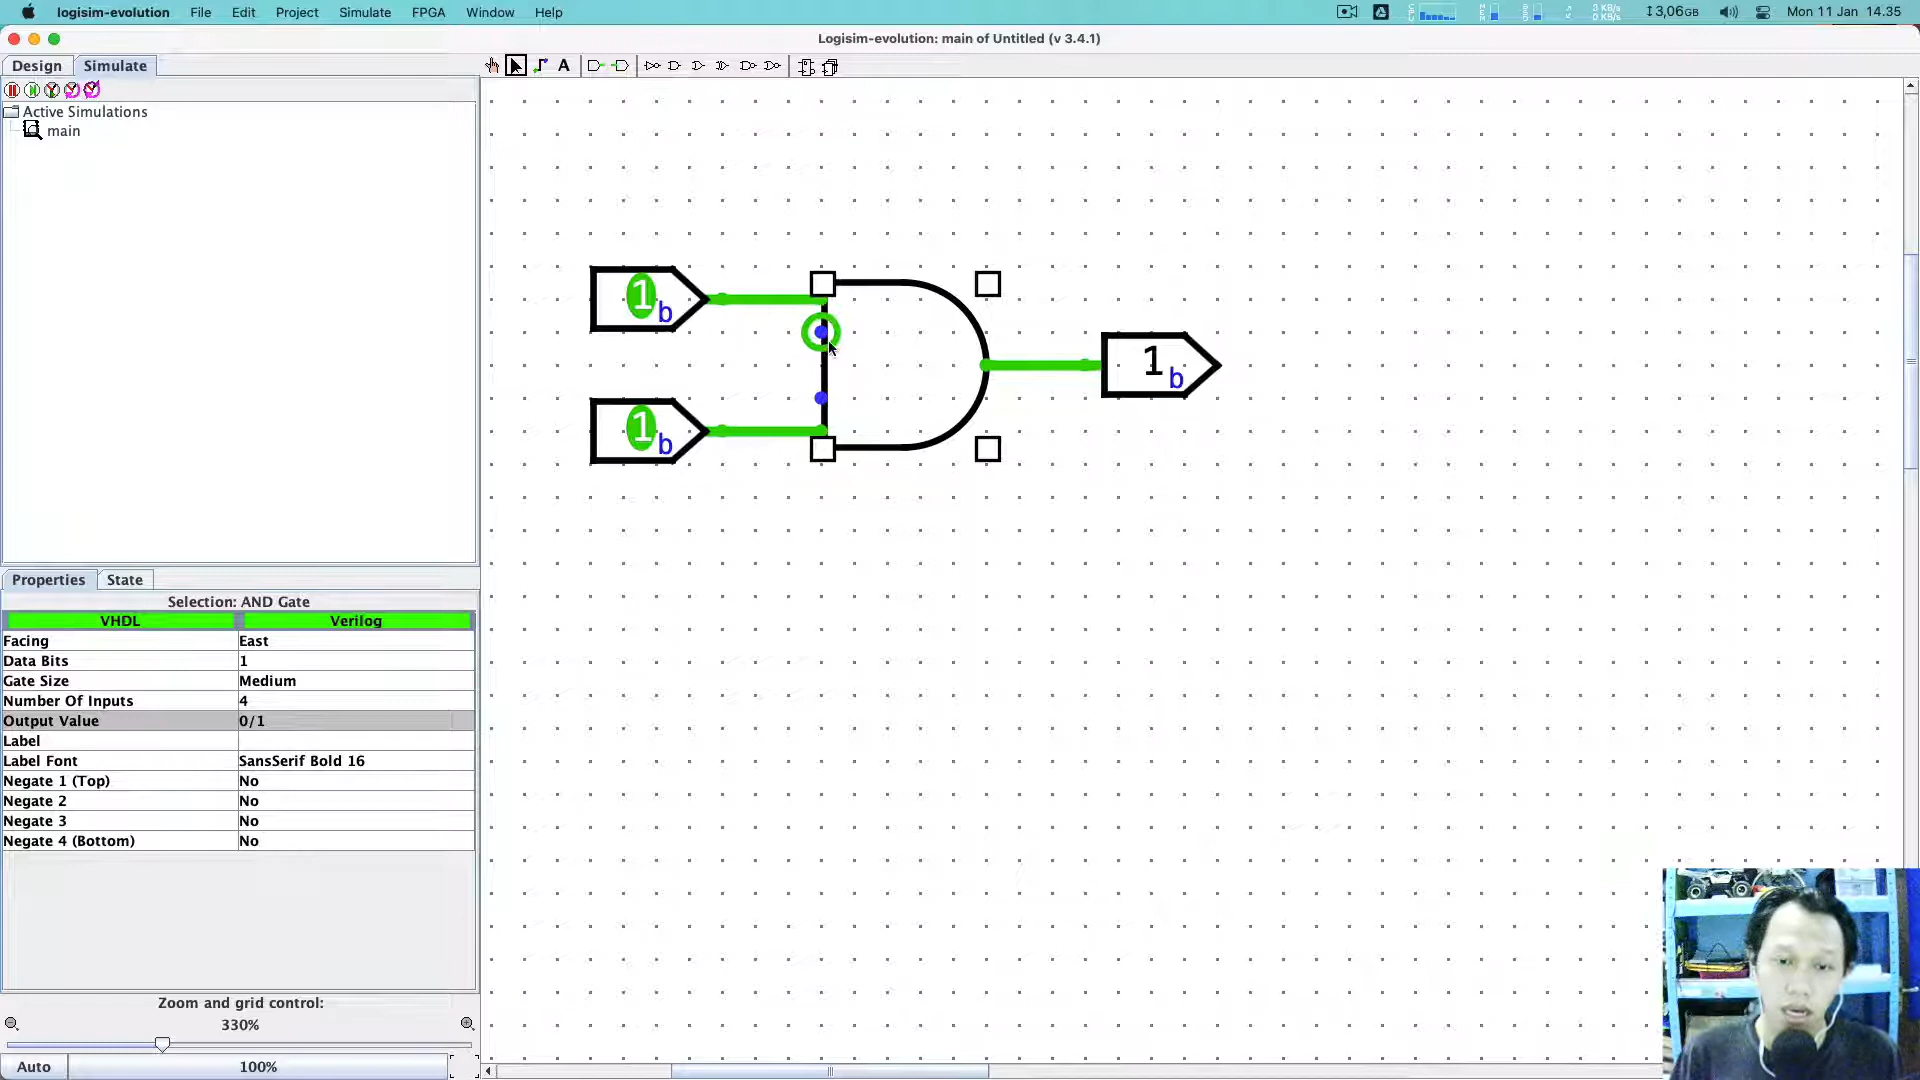 logisim-evolution File Edit Project Simulate FPGA Window Help
3 KB/s
0 KB/s
3,06GB
Mon 11 Jan 14.35
Logisim-evolution: main of Untitled (v 3.4.1)
Design Simulate
A
Active Simulations
main
1 b
1 b
1 b
Properties State
Selection: AND Gate
VHDL Verilog
Facing East
Data Bits 1
Gate Size Medium
Number Of Inputs 4
Output Value 0/1
Label
Label Font SansSerif Bold 16
Negate 1 (Top) No
Negate 2 No
Negate 3 No
Negate 4 (Bottom) No
Zoom and grid control:
330%
Auto 100%